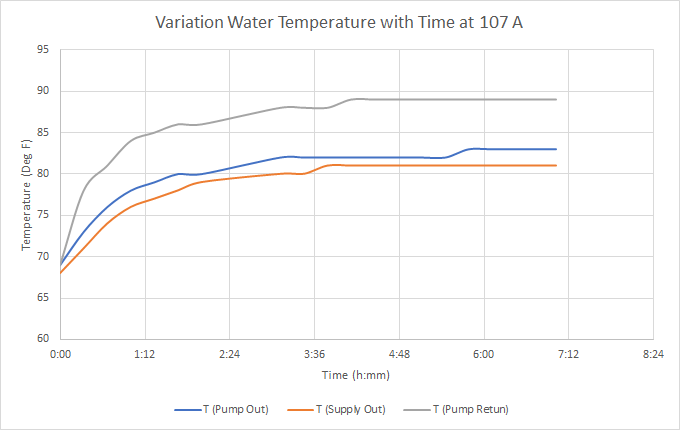 Variation Water Temperature with Time at 107 A
95
90
85
80
75
70
65
60
Temperature (Deg F)
0:00 1:12 2:24 3:36 4:48 6:00 7:12 8:24
Time (h:mm)
T (Pump Out) T (Supply Out) T (Pump Retun)